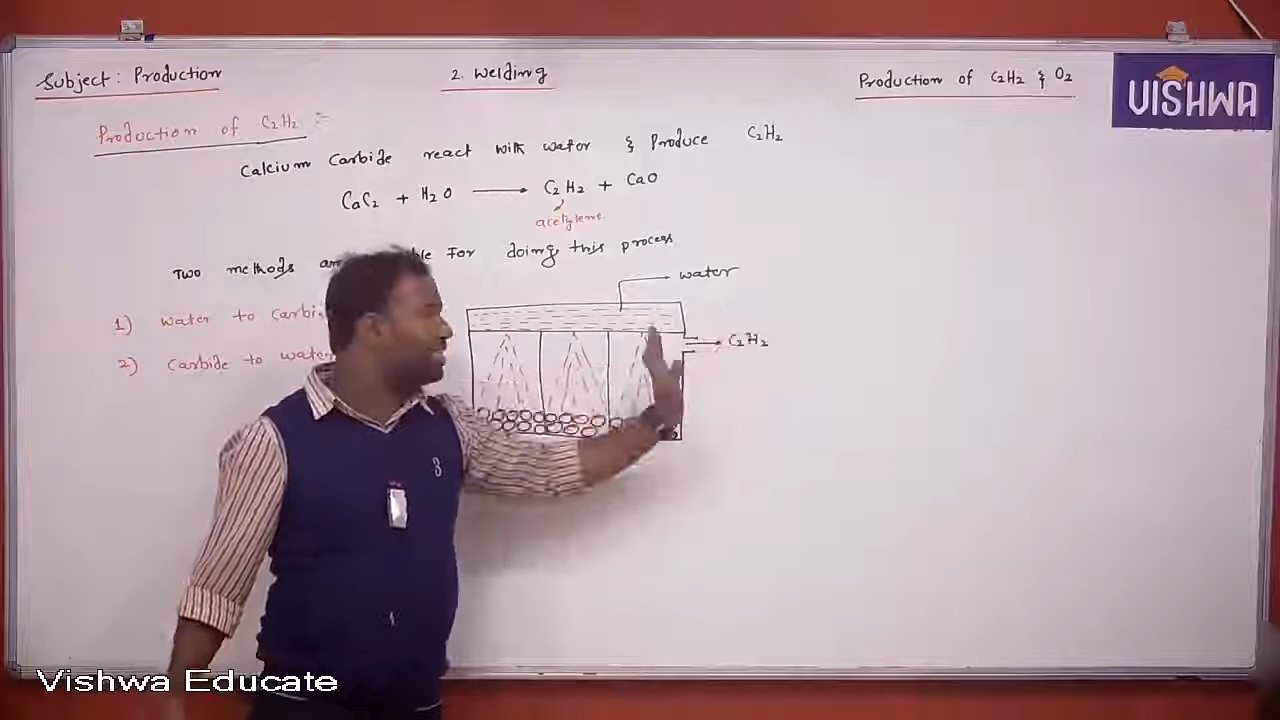 Subject: Production
2. Welding
Production of C2H2 & O2
VISHWA
Production of C2H2 :-
Calcium Carbide react with water & Produce C2H2
CaC2 + H2O → C2H2 + CaO
acetylene
Two methods for doing this process
water
1) water to
C2H2
2) Carbide to water
Vishwa Educate